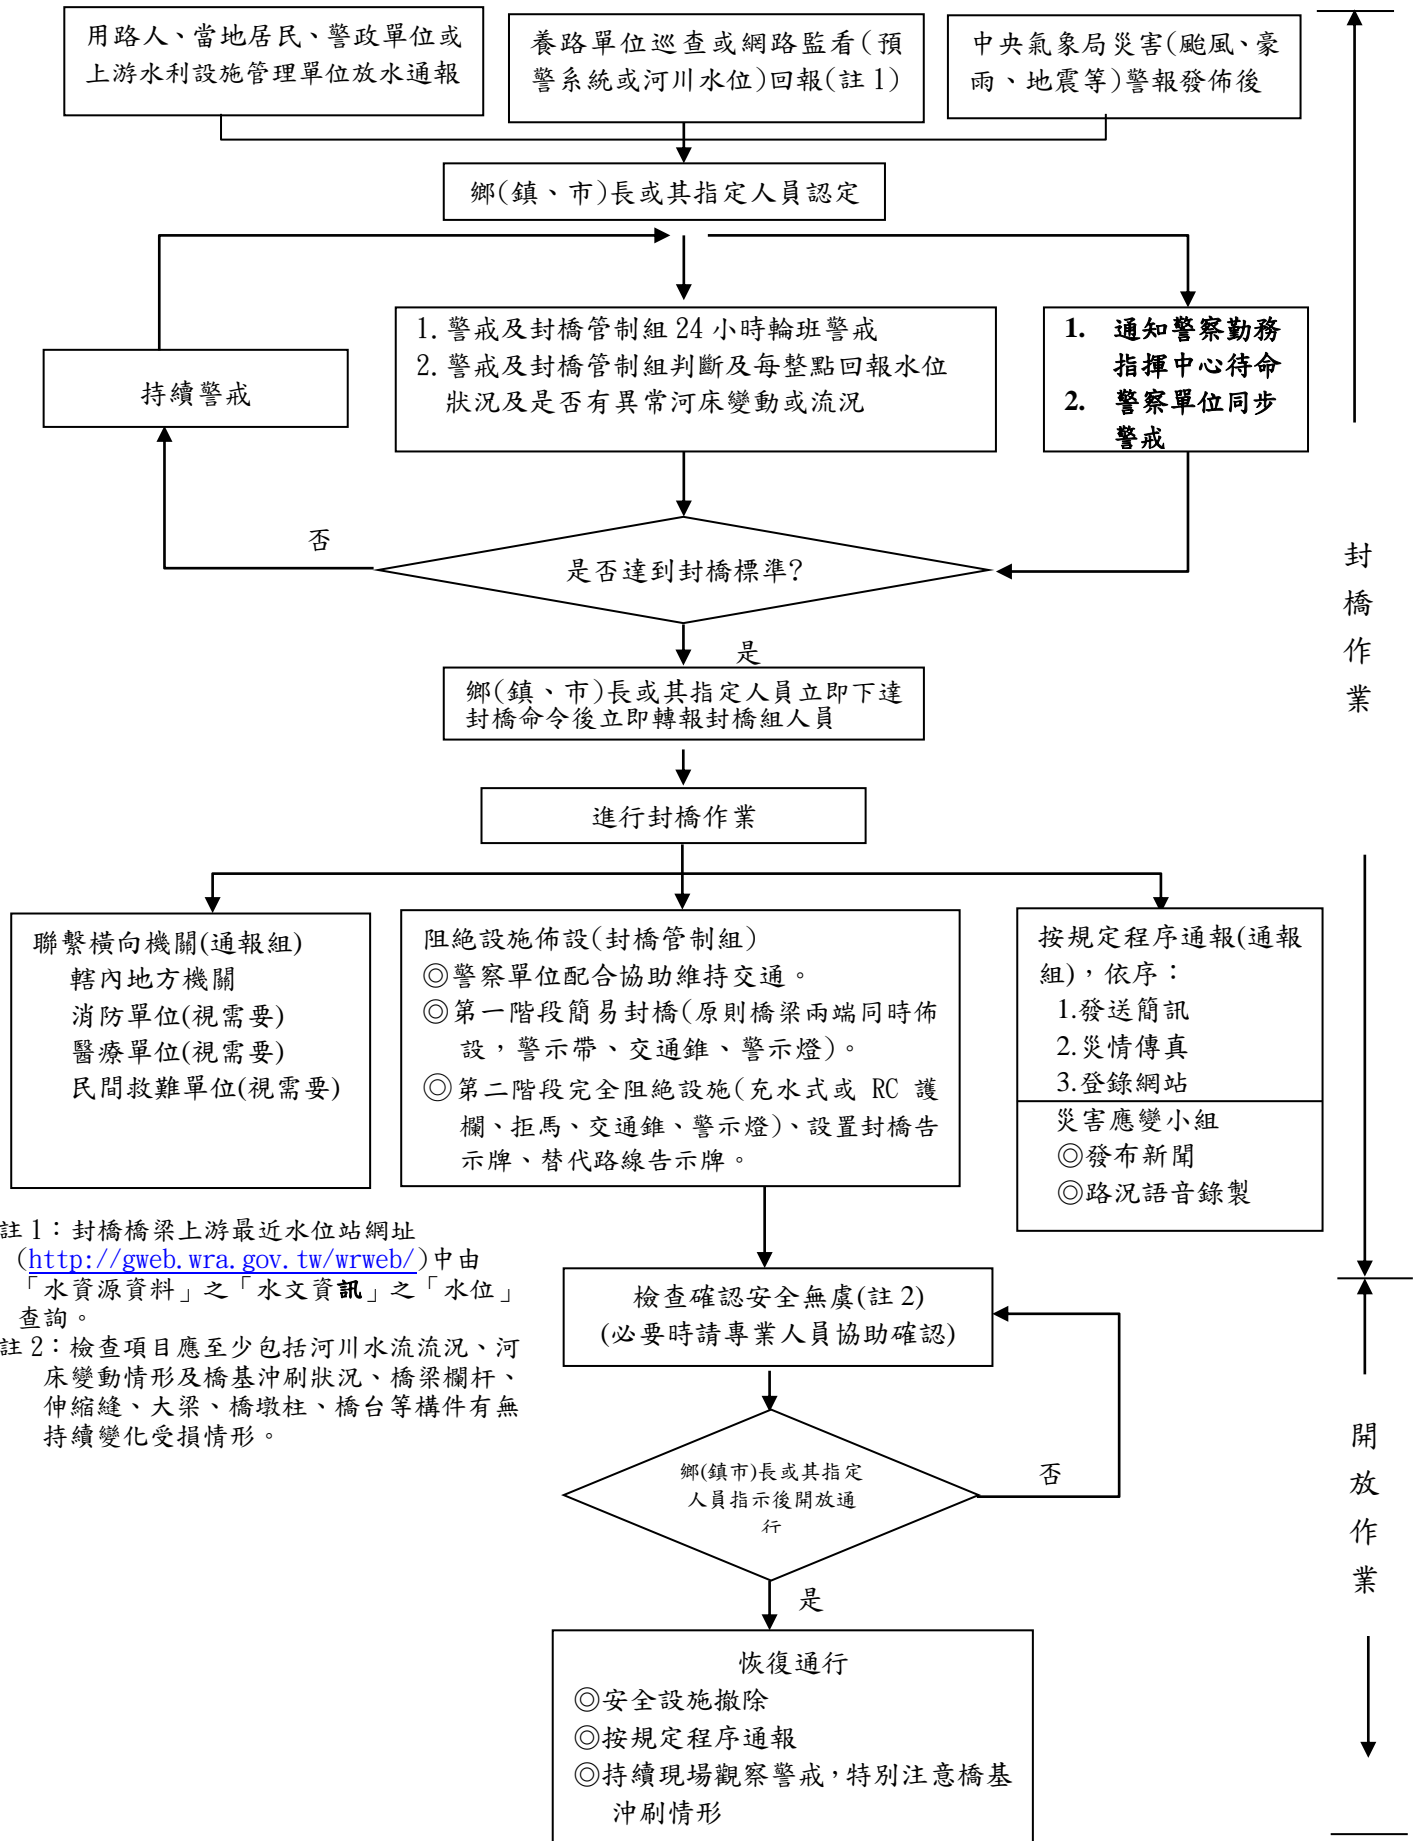 用路人、當地居民、警政單位或
上游水利設施管理單位放水通報
養路單位巡查或網路監看(預
警系統或河川水位)回報(註1)
中央氣象局災害(颱風、豪
雨、地震等)警報發佈後
鄉(鎮、市)長或其指定人員認定
持續警戒
1. 警戒及封橋管制組 24 小時輪班警戒
2. 警戒及封橋管制組判斷及每整點回報水位
狀況及是否有異常河床變動或流況
1. 通知警察勤務
指揮中心待命
2. 警察單位同步
警戒
否
是否達到封橋標準?
是
鄉(鎮、市)長或其指定人員立即下達
封橋命令後立即轉報封橋組人員
進行封橋作業
封
橋
作
業
聯繫橫向機關(通報組)
轄內地方機關
消防單位(視需要)
醫療單位(視需要)
民間救難單位(視需要)
阻絕設施佈設(封橋管制組)
◎警察單位配合協助維持交通。
◎第一階段簡易封橋(原則橋梁兩端同時佈
設，警示帶、交通錐、警示燈)。
◎第二階段完全阻絕設施(充水式或 RC 護
欄、拒馬、交通錐、警示燈)、設置封橋告
示牌、替代路線告示牌。
按規定程序通報(通報
組)，依序：
1.發送簡訊
2.災情傳真
3.登錄網站
災害應變小組
◎發布新聞
◎路況語音錄製
註1：封橋橋梁上游最近水位站網址
(http://gweb.wra.gov.tw/wrweb/)中由
「水資源資料」之「水文資訊」之「水位」
查詢。
註2：檢查項目應至少包括河川水流流況、河
床變動情形及橋基沖刷狀況、橋梁欄杆、
伸縮縫、大梁、橋墩柱、橋台等構件有無
持續變化受損情形。
檢查確認安全無虞(註2)
(必要時請專業人員協助確認)
鄉(鎮市)長或其指定
人員指示後開放通
行
否
是
恢復通行
◎安全設施撤除
◎按規定程序通報
◎持續現場觀察警戒，特別注意橋基
沖刷情形
開
放
作
業